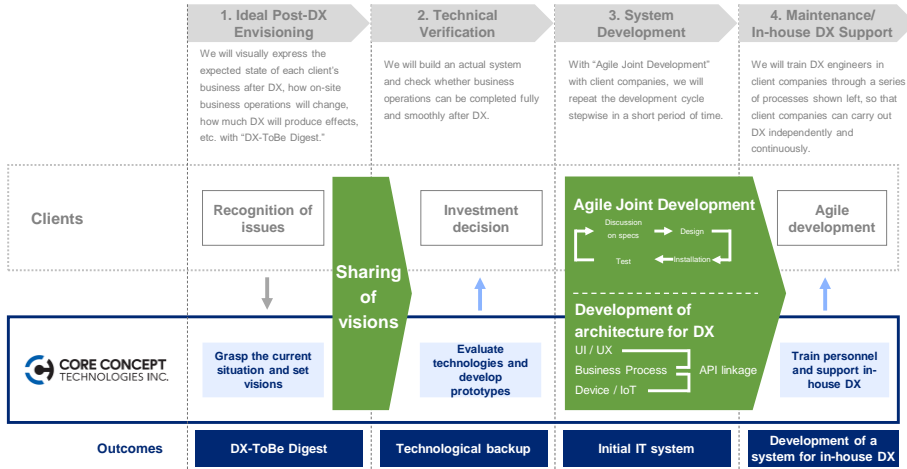 1. Ideal Post-DX
Envisioning
2. Technical
Verification
3. System
Development
4. Maintenance/
In-house DX Support
We will visually express the
expected state of each client's
business after DX, how on-site
business operations will change,
how much DX will produce effects,
etc. with "DX-ToBe Digest."
We will build an actual system
and check whether business
operations can be completed fully
and smoothly after DX.
With "Agile Joint Development"
with client companies, we will
repeat the development cycle
stepwise in a short period of time.
We will train DX engineers in
client companies through a series
of processes shown left, so that
client companies can carry out
DX independently and
continuously.
Clients
Recognition of
issues
Sharing
of
visions
Investment
decision
Agile Joint Development
Discussion
on specs
Design
Test
Installation
Agile
development
Development of
architecture for DX
UI / UX
Business Process
API linkage
Device / IoT
CORE CONCEPT
TECHNOLOGIES INC.
Grasp the current
situation and set
visions
Evaluate
technologies and
develop
prototypes
Train personnel
and support in-
house DX
Outcomes
DX-ToBe Digest
Technological backup
Initial IT system
Development of a
system for in-house DX